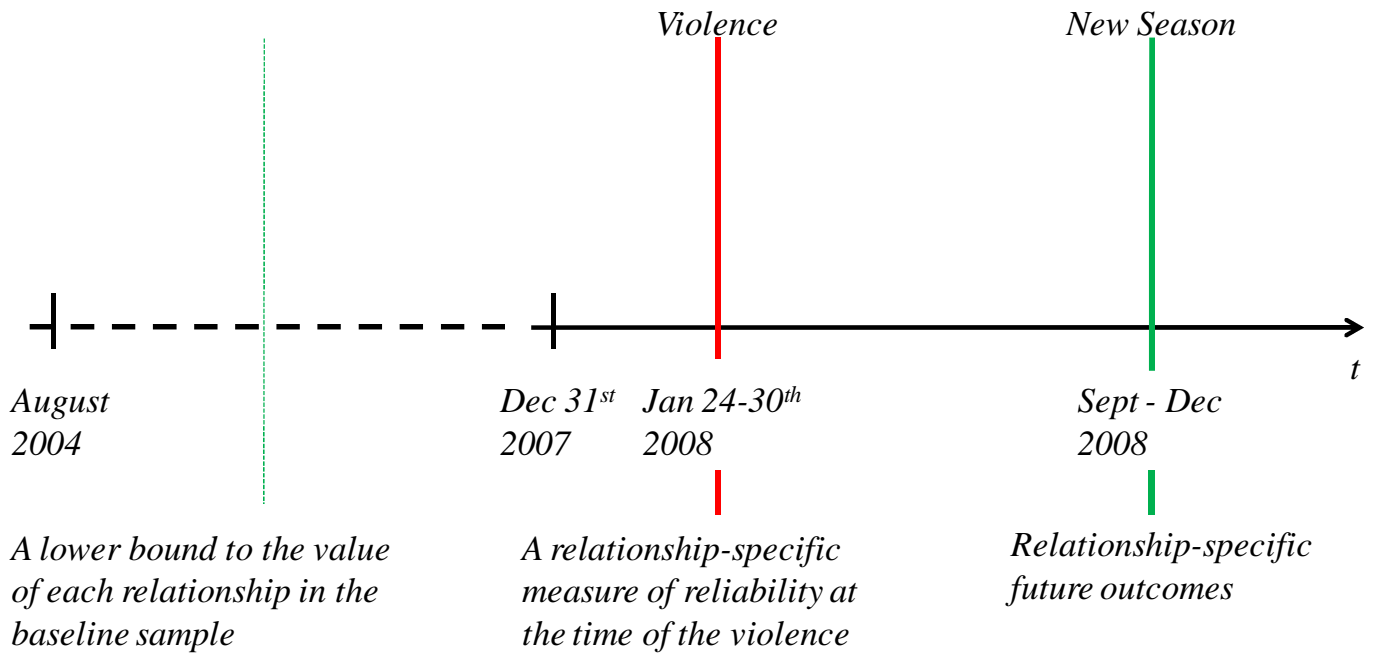 Violence
New Season
t
August
2004
Dec 31st
2007
Jan 24-30th
2008
Sept - Dec
2008
A lower bound to the value
of each relationship in the
baseline sample
A relationship-specific
measure of reliability at
the time of the violence
Relationship-specific
future outcomes